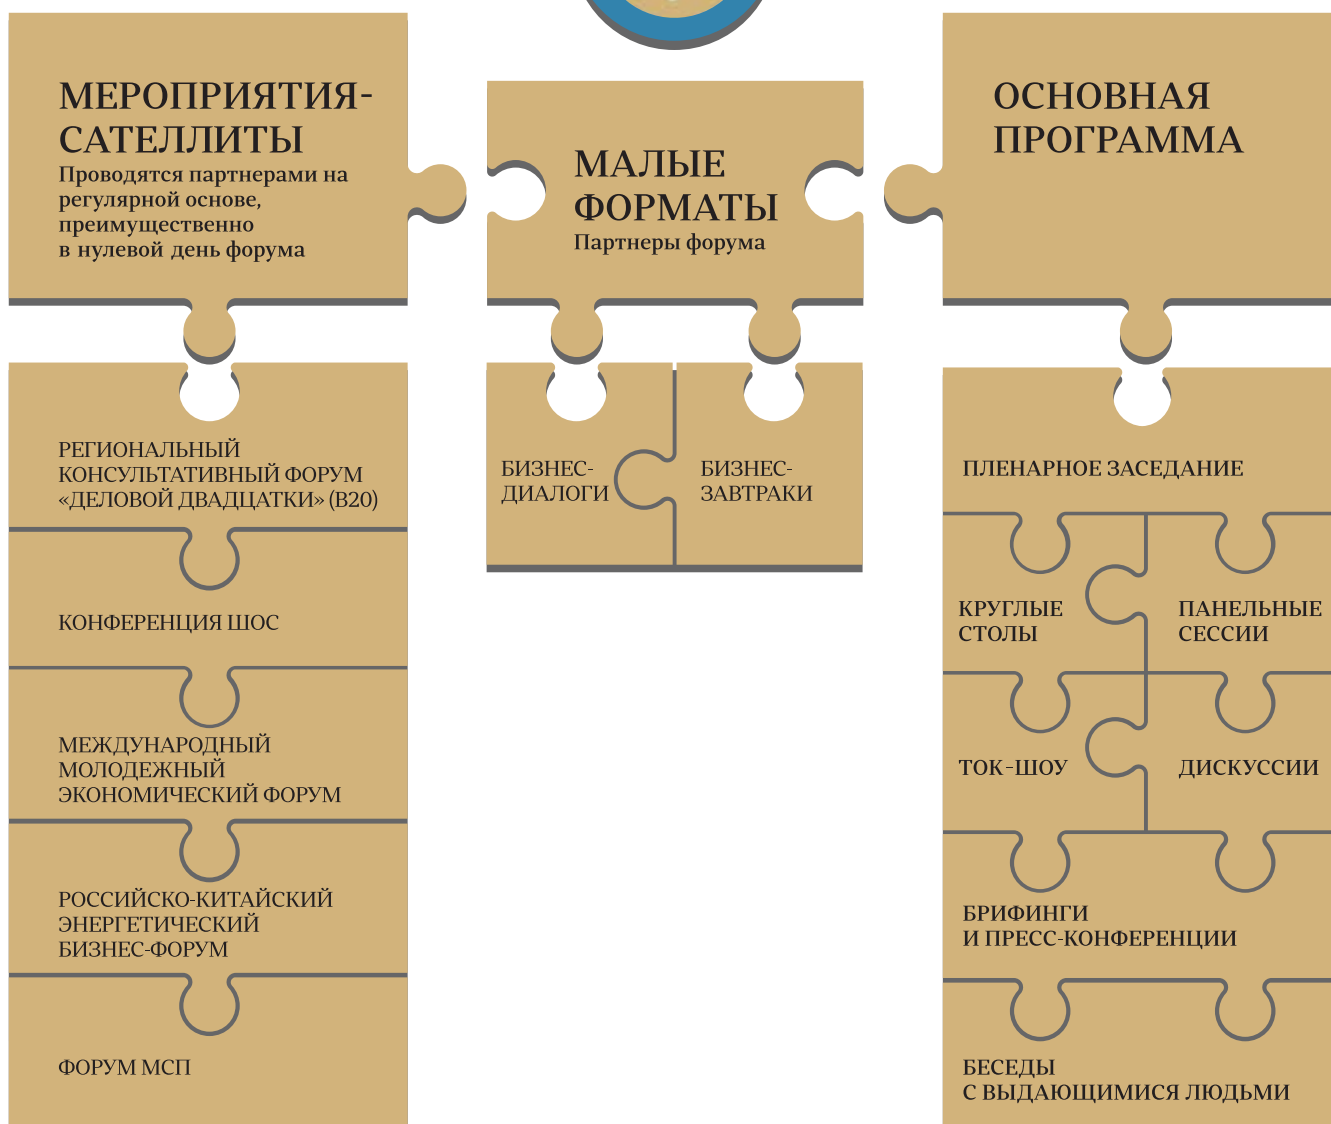 МЕРОПРИЯТИЯ-
САТЕЛЛИТЫ
Проводятся партнерами на
регулярной основе,
преимущественно
в нулевой день форума
РЕГИОНАЛЬНЫЙ
КОНСУЛЬТАТИВНЫЙ ФОРУМ
«ДЕЛОВОЙ ДВАДЦАТКИ» (B20)
КОНФЕРЕНЦИЯ ШОС
МЕЖДУНАРОДНЫЙ
МОЛОДЕЖНЫЙ
ЭКОНОМИЧЕСКИЙ ФОРУМ
РОССИЙСКО-КИТАЙСКИЙ
ЭНЕРГЕТИЧЕСКИЙ
БИЗНЕС-ФОРУМ
ФОРУМ МСП
МАЛЫЕ
ФОРМАТЫ
Партнеры форума
БИЗНЕС-
ДИАЛОГИ
БИЗНЕС-
ЗАВТРАКИ
ОСНОВНАЯ
ПРОГРАММА
ПЛЕНАРНОЕ ЗАСЕДАНИЕ
КРУГЛЫЕ
СТОЛЫ
ПАНЕЛЬНЫЕ
СЕССИИ
ТОК-ШОУ
ДИСКУССИИ
БРИФИНГИ
И ПРЕСС-КОНФЕРЕНЦИИ
БЕСЕДЫ
С ВЫДАЮЩИМИСЯ ЛЮДЬМИ